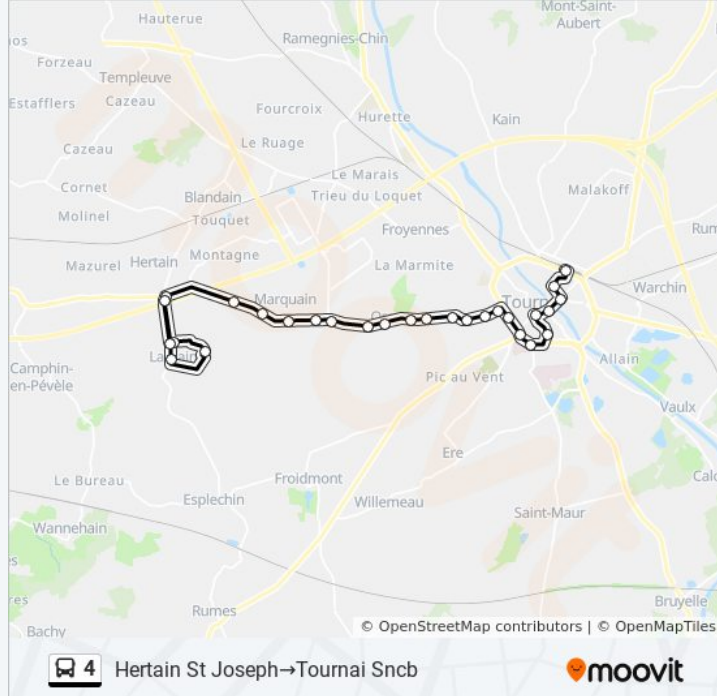 Hauterue
Mont-Saint-
Aubert
Ramegnies-Chin
Forzeau
Templeuve
Estafflers
Cazeau
Fourcroix
Hurette
Kain
Cazeau
Le Ruage
Le Marais
Cornet
Blandain
Trieu du Loquet
Malakoff
Molinel
Touquet
Froyennes
Montagne
Mazurel
Hertain
La Marmite
Warchin
Marquain
Tourn
Allain
Camphin-
en-Pévèle
Pic au Vent
Vaulx
Ere
Le Bureau
Froidmont
Esplechin
Willemeau
Saint-Maur
Wannehain
Bruyelle
Rumes
Bachy
© OpenStreetMap contributors | © OpenMapTiles
4 Hertain St Joseph→Tournai Sncb
moovit